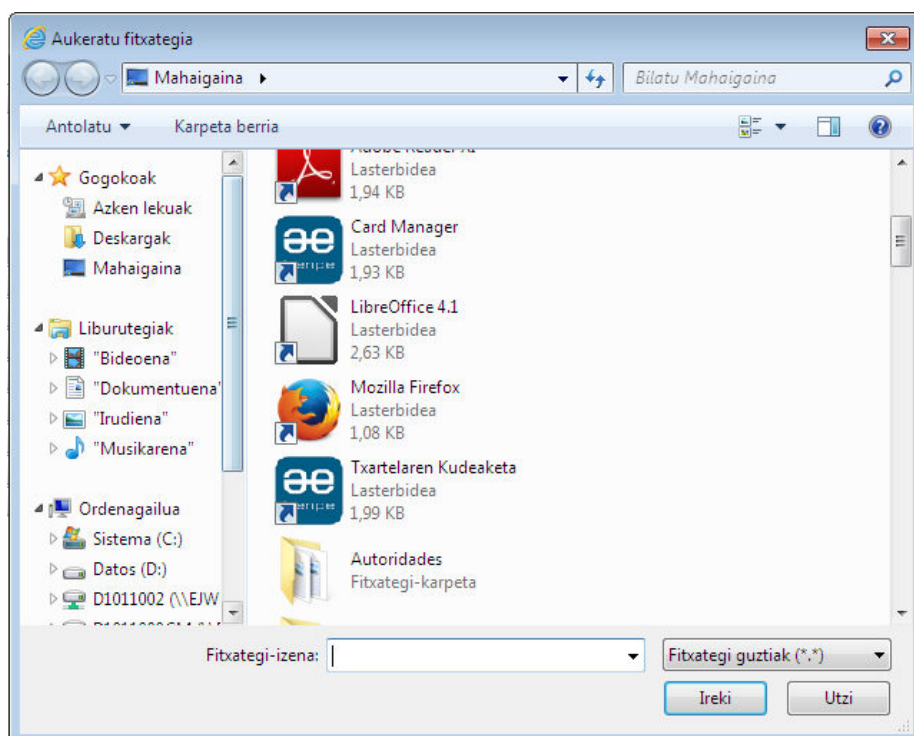 Aukeratu fitxategia
Mahaigaina
Bilatu Mahaigaina
Antolatu
Karpeta berria
Gogokoak
Azken lekuak
Deskargak
Mahaigaina
Liburutegiak
"Bideoena"
"Dokumentuena"
"Irudiena"
"Musikarena"
Ordenagailua
Sistema (C:)
Datos (D:)
D1011002 (\\EJW
Adobe Reader XI
Lasterbidea
1,94 KB
Card Manager
Lasterbidea
1,93 KB
LibreOffice 4.1
Lasterbidea
2,63 KB
Mozilla Firefox
Lasterbidea
1,08 KB
Txartelaren Kudeaketa
Lasterbidea
1,99 KB
Autoridades
Fitxategi-karpeta
Fitxategi-izena:
Fitxategi guztiak (*.*)
Ireki
Utzi